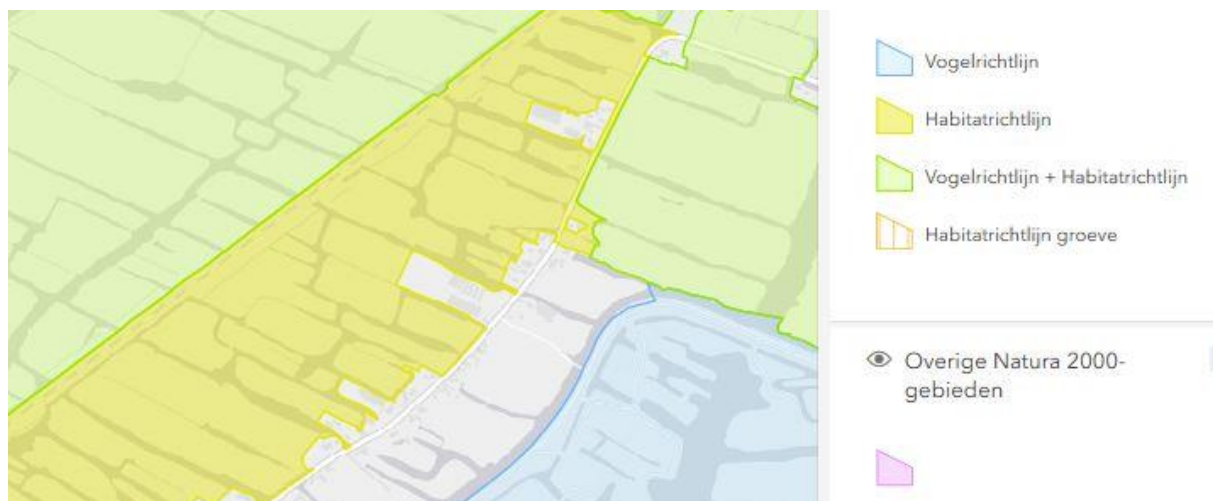 Vogelrichtlijn
Habitatrichtlijn
Vogelrichtlijn + Habitatrichtlijn
Habitatrichtlijn groeve
Overige Natura 2000-
gebieden